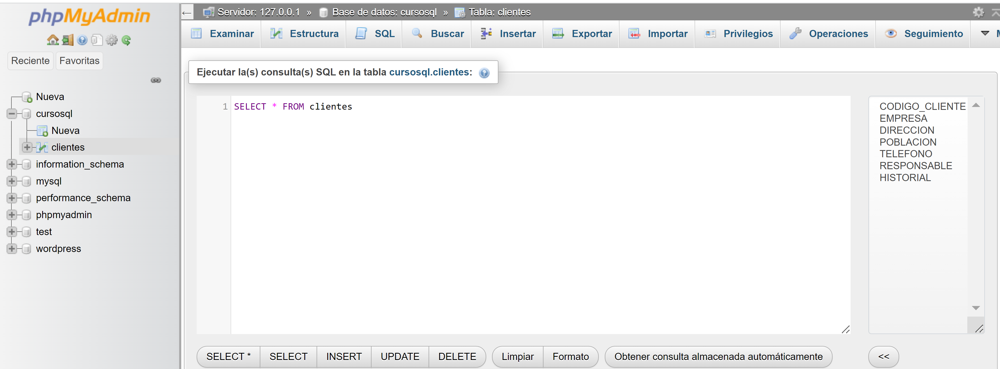 phpMyAdmin
Reciente Favoritas
Nueva
cursosql
Nueva
clientes
information_schema
mysql
performance_schema
phpmyadmin
test
wordpress
Servidor: 127.0.0.1 » Base de datos: cursosql » Tabla: clientes
Examinar Estructura SQL Buscar Insertar Exportar Importar Privilegios Operaciones Seguimiento
Ejecutar la(s) consulta(s) SQL en la tabla cursosql.clientes:
1 SELECT * FROM clientes
CODIGO_CLIENTE
EMPRESA
DIRECCION
POBLACION
TELEFONO
RESPONSABLE
HISTORIAL
SELECT * SELECT INSERT UPDATE DELETE Limpiar Formato Obtener consulta almacenada automáticamente <<